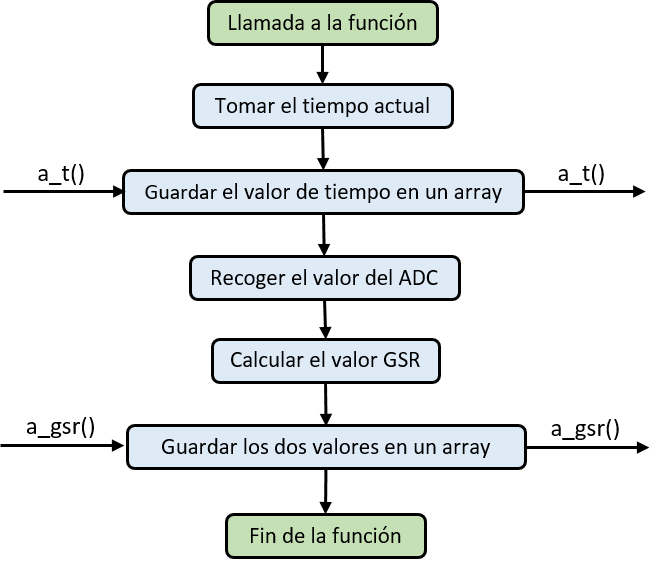 Llamada a la función
Tomar el tiempo actual
a_t()
Guardar el valor de tiempo en un array
a_t()
Recoger el valor del ADC
Calcular el valor GSR
a_gsr()
Guardar los dos valores en un array
a_gsr()
Fin de la función